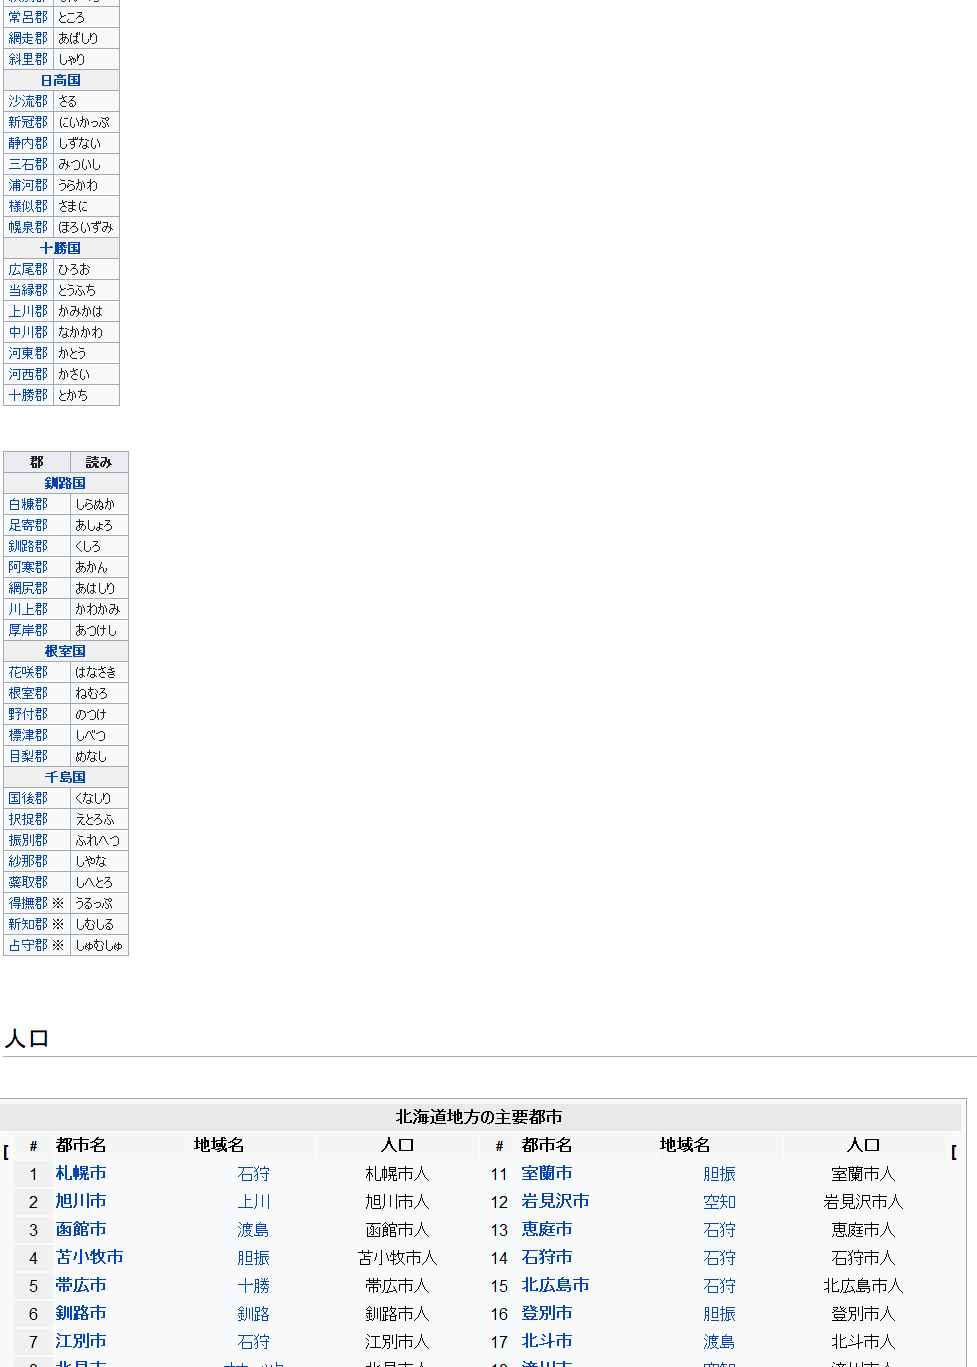 常呂郡 ところ
網走郡 あばしり
斜里郡 しゃり
日高国
沙流郡 さる
新冠郡 にいかっぷ
静内郡 しずない
三石郡 みついし
浦河郡 うらかわ
様似郡 さまに
幌泉郡 ほろいずみ
十勝国
広尾郡 ひろお
当縁郡 とうふち
上川郡 かみかは
中川郡 なかかわ
河東郡 かとう
河西郡 かさい
十勝郡 とかち
郡 読み
釧路国
白糠郡 しらぬか
足寄郡 あしょろ
釧路郡 くしろ
阿寒郡 あかん
網尻郡 あはしり
川上郡 かわかみ
厚岸郡 あつけし
根室国
花咲郡 はなさき
根室郡 ねむろ
野付郡 のつけ
標津郡 しべつ
目梨郡 めなし
千島国
国後郡 くなしり
択捉郡 えとろふ
振別郡 ふれへつ
紗那郡 しゃな
蘂取郡 しへとろ
得撫郡 ※ うるっぷ
新知郡 ※ しむしる
占守郡 ※ しゅむしゅ
人口
北海道地方の主要都市
[ # 都市名 地域名 人口 # 都市名 地域名 人口 [
1 札幌市 石狩 札幌市人 11 室蘭市 胆振 室蘭市人
2 旭川市 上川 旭川市人 12 岩見沢市 空知 岩見沢市人
3 函館市 渡島 函館市人 13 恵庭市 石狩 恵庭市人
4 苫小牧市 胆振 苫小牧市人 14 石狩市 石狩 石狩市人
5 帯広市 十勝 帯広市人 15 北広島市 石狩 北広島市人
6 釧路市 釧路 釧路市人 16 登別市 胆振 登別市人
7 江別市 石狩 江別市人 17 北斗市 渡島 北斗市人